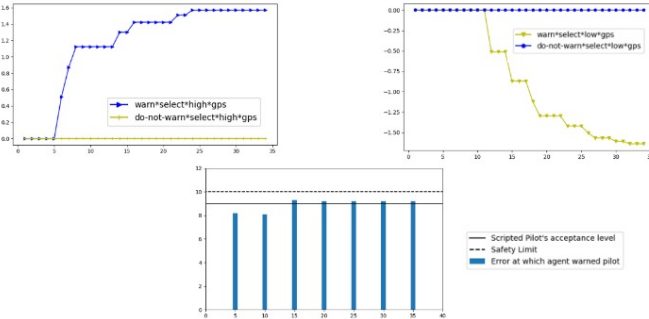 1.6
1.4
1.2
1.0
0.8
0.6
0.4
0.2
0.0
warn*select*high*gps
do-not-warn*select*high*gps
0 5 10 15 20 25 30 35
0.00
−0.25
−0.50
−0.75
−1.00
−1.25
−1.50
warn*select*low*gps
do-not-warn*select*low*gps
0 5 10 15 20 25 30
12
10
8
6
4
2
0
0 5 10 15 20 25 30 35 40
Scripted Pilot's acceptance level
Safety Limit
Error at which agent warned pilot